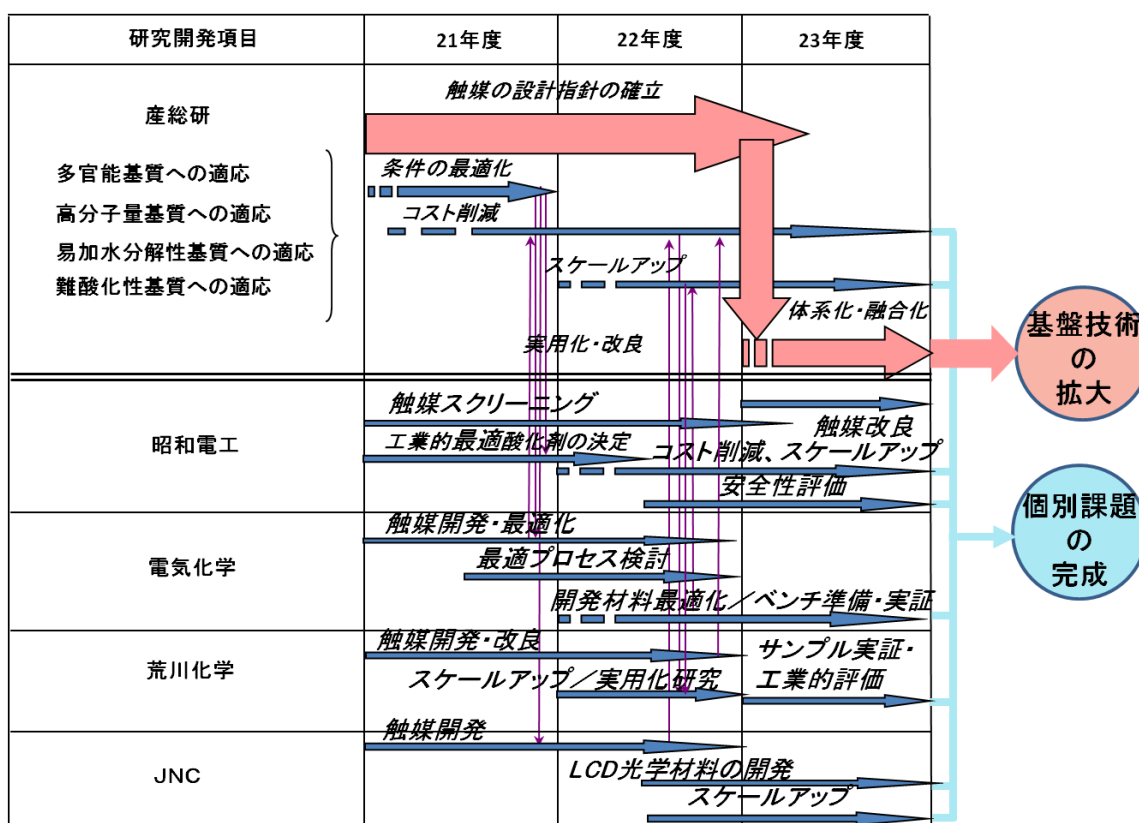 研究開発項目
21年度
22年度
23年度
産総研
多官能基質への適応
高分子量基質への適応
易加水分解性基質への適応
難酸化性基質への適応
触媒の設計指針の確立
条件の最適化
コスト削減
スケールアップ
体系化・融合化
実用化・改良
基盤技術
の
拡大
昭和電工
触媒スクリーニング
触媒改良
工業的最適酸化剤の決定
コスト削減、スケールアップ
安全性評価
個別課題
の
完成
電気化学
触媒開発・最適化
最適プロセス検討
開発材料最適化／ベンチ準備・実証
荒川化学
触媒開発・改良
サンプル実証・
工業的評価
スケールアップ／実用化研究
JNC
触媒開発
LCD光学材料の開発
スケールアップ